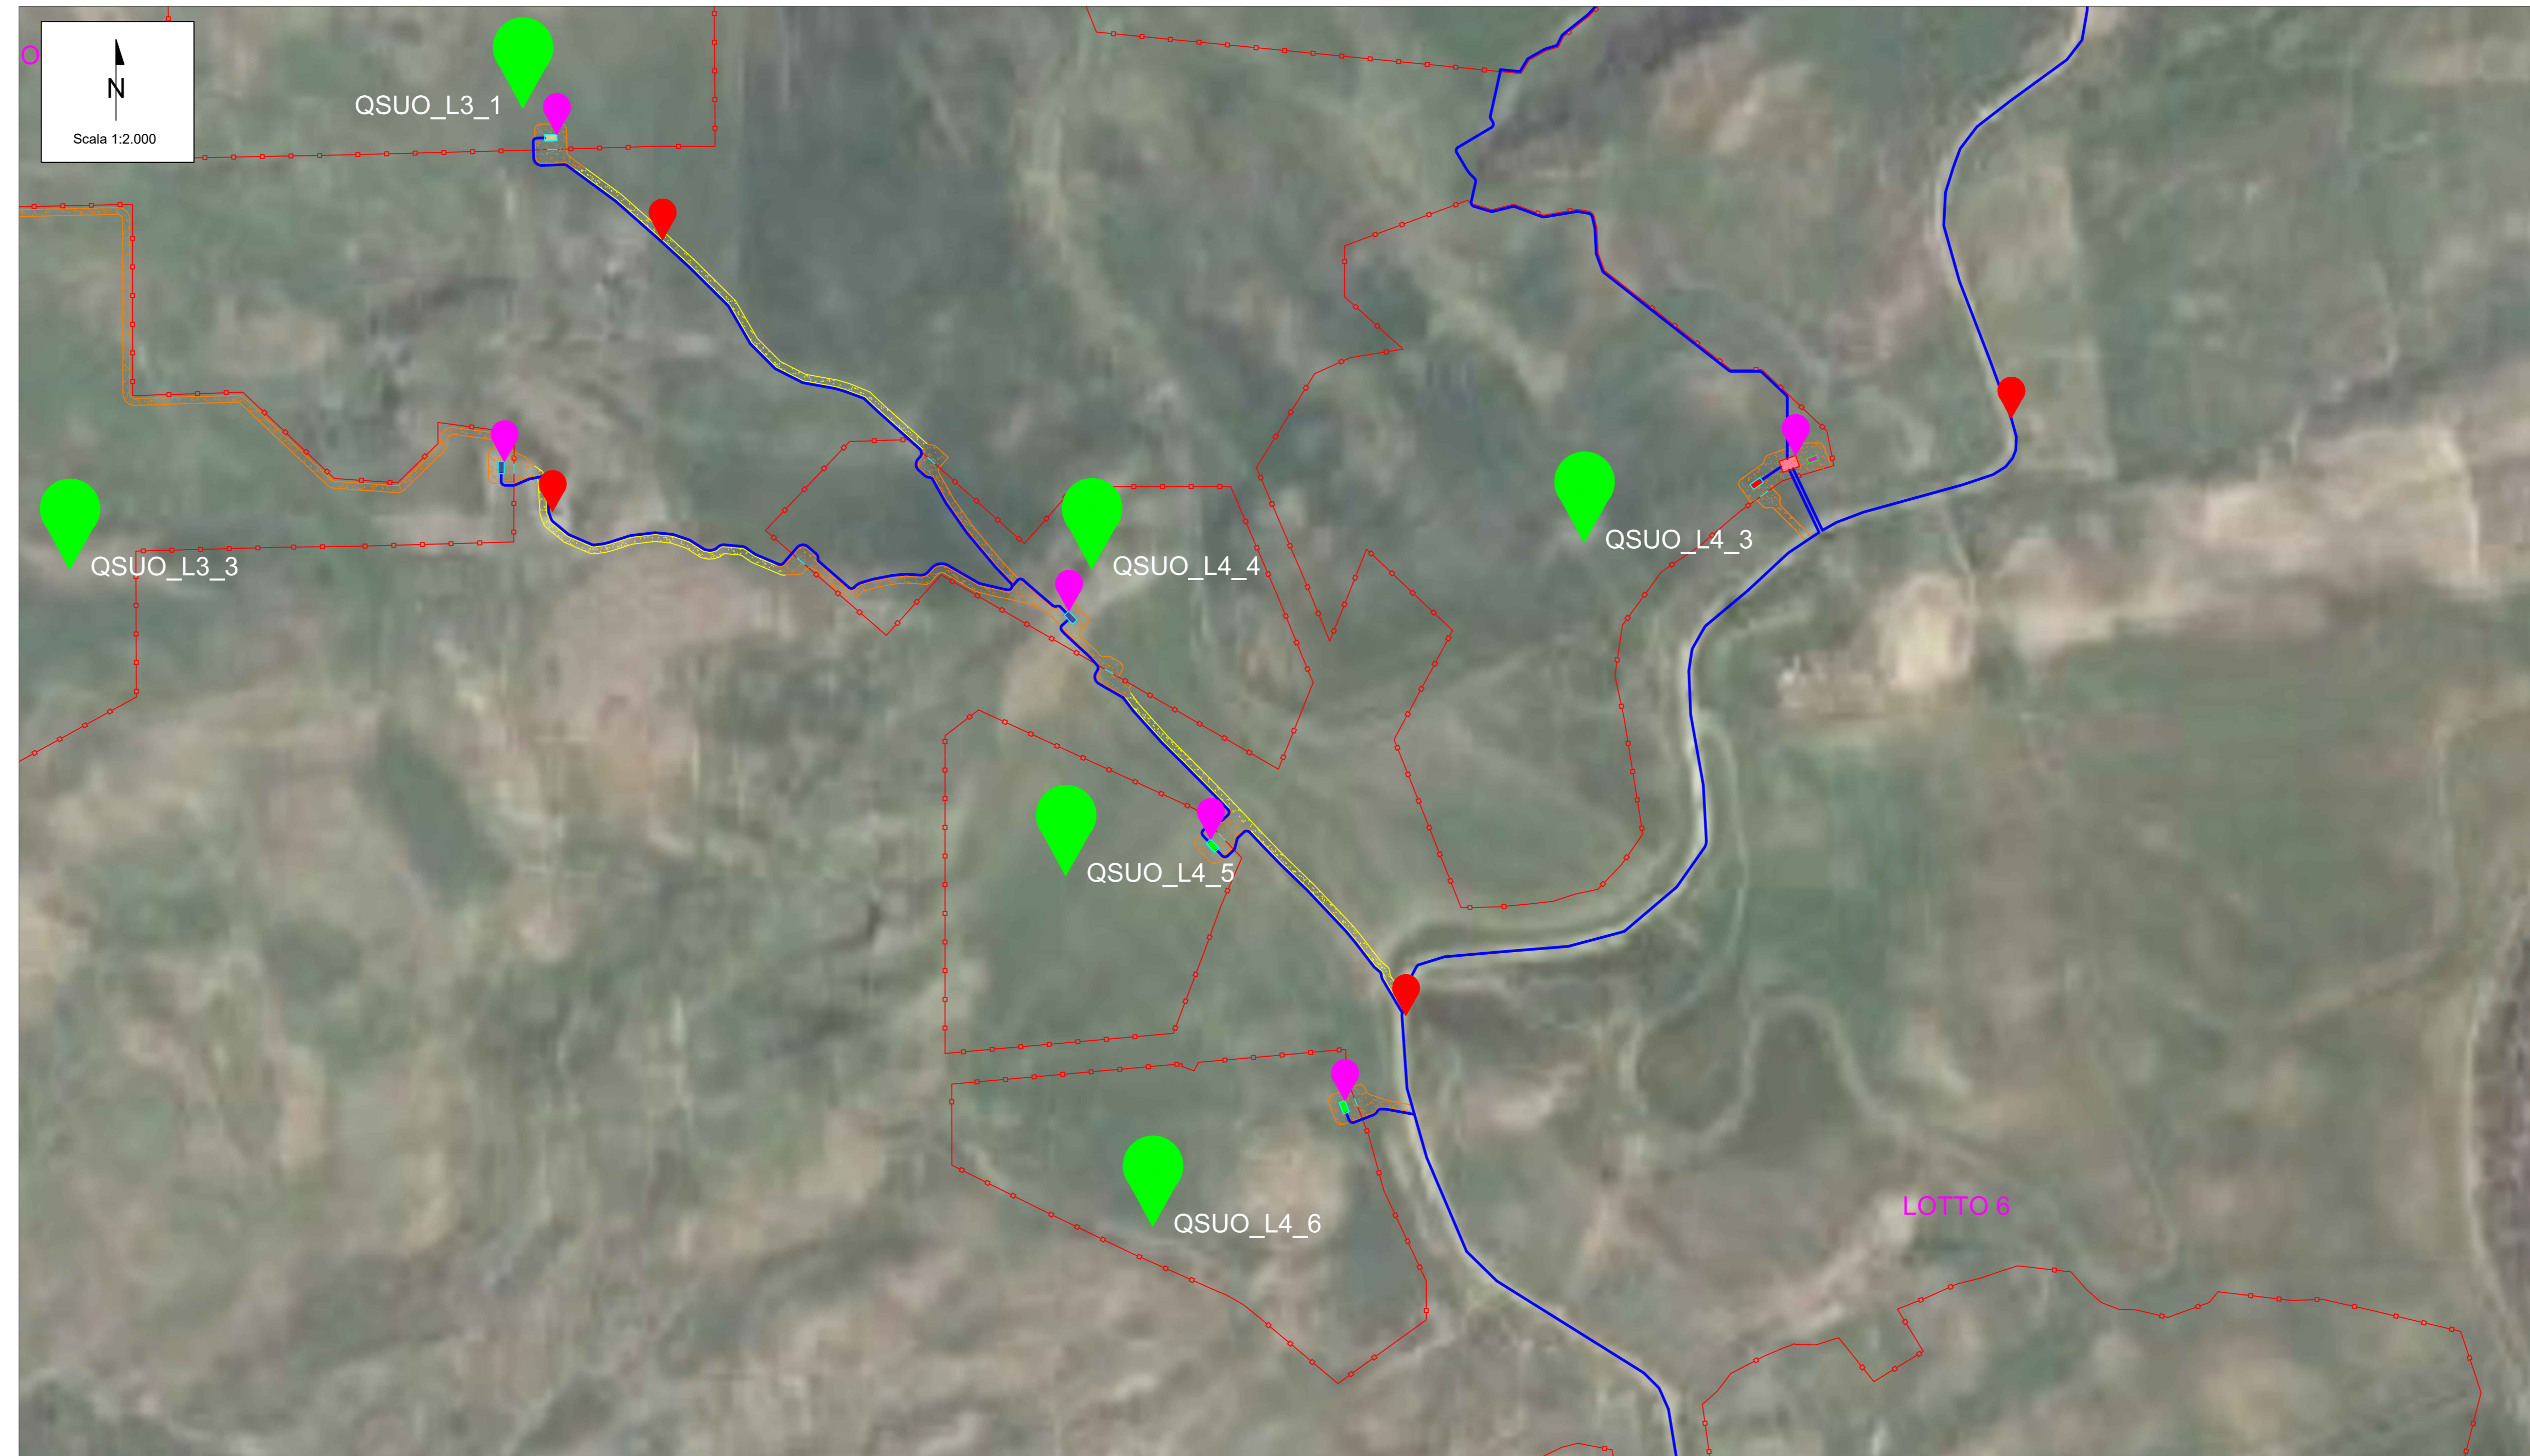 O
N
Scala 1:2.000
QSUO_L3_1
QSUO_L4_3
QSUO_L3_3
QSUO_L4_4
QSUO_L4_5
LOTTO 6
QSUO_L4_6